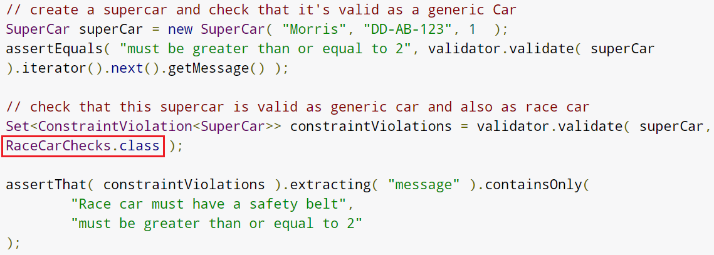 // create a supercar and check that it's valid as a generic Car
SuperCar superCar = new SuperCar( "Morris", "DD-AB-123", 1  );
assertEquals( "must be greater than or equal to 2", validator.validate( superCar
).iterator().next().getMessage() );
// check that this supercar is valid as generic car and also as race car
Set<ConstraintViolation<SuperCar>> constraintViolations = validator.validate( superCar,
RaceCarChecks.class );
assertThat( constraintViolations ).extracting( "message" ).containsOnly(
"Race car must have a safety belt",
"must be greater than or equal to 2"
);